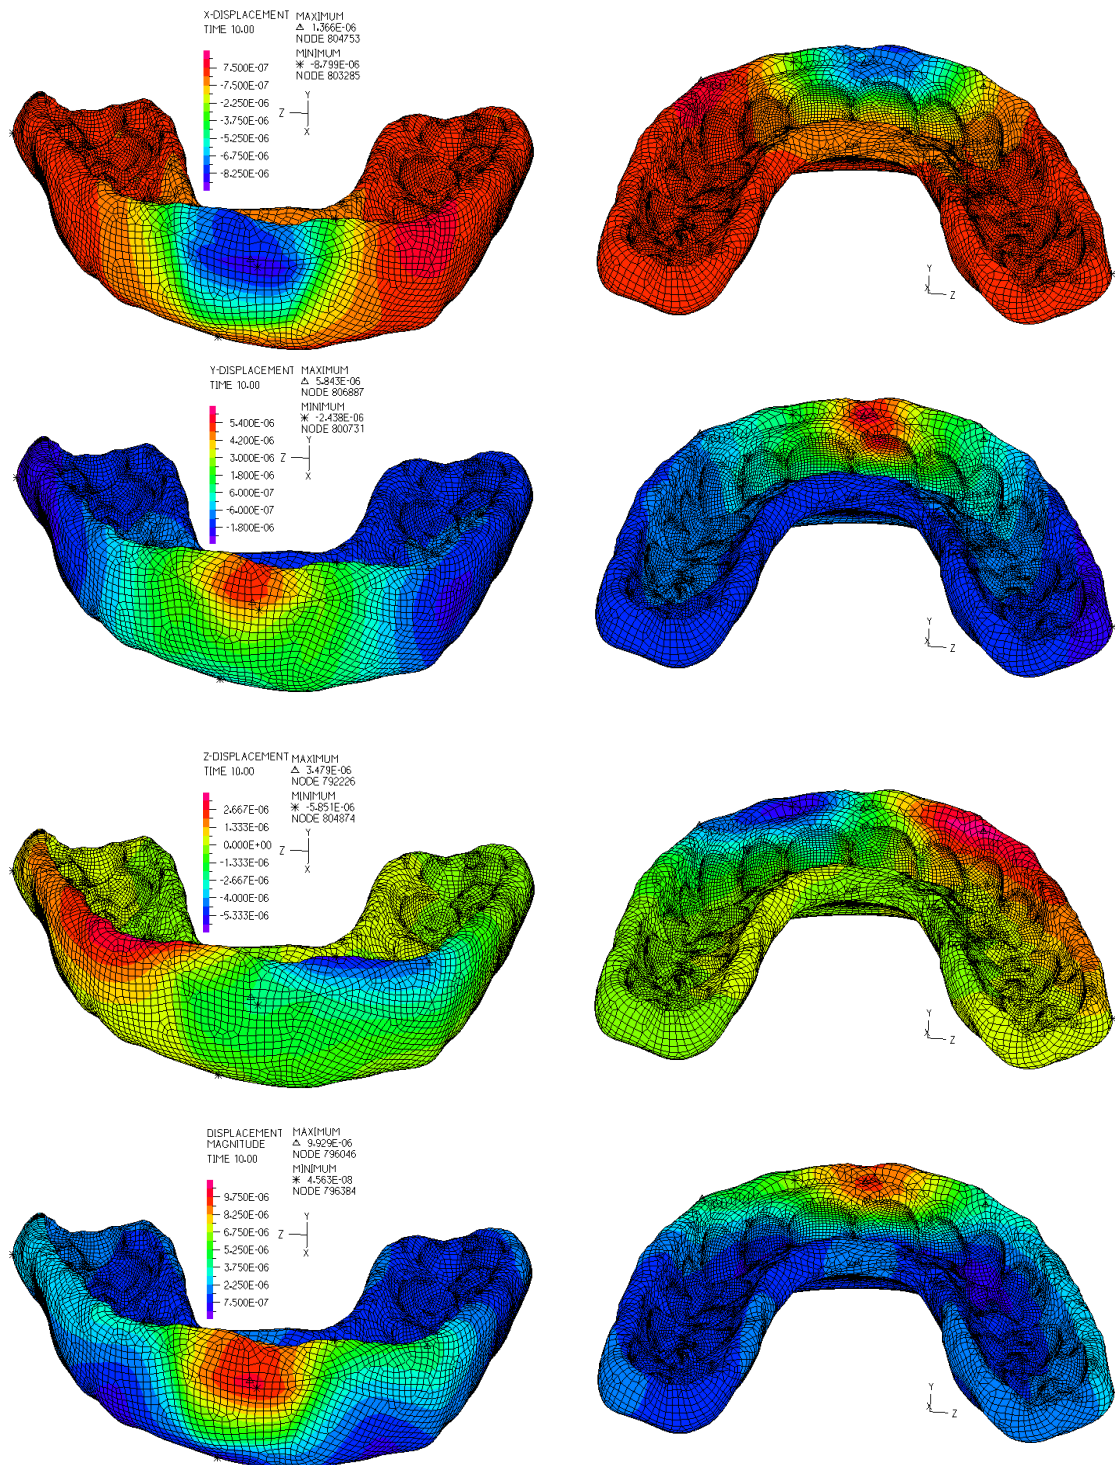 X-DISPLACEMENT
TIME 10.00
MAXIMUM
△ 1.366E-06
NODE 804753
MINIMUM
* -8.799E-06
NODE 803285
7.500E-07
-7.500E-07
-2.250E-06
-5.250E-06
-6.750E-06
-8.250E-06
Y
Z
X
Y
X
Z
Y-DISPLACEMENT
TIME 10.00
MAXIMUM
△ 5.843E-06
NODE 806887
MINIMUM
* -2.438E-06
NODE 800731
5.400E-06
4.200E-06
3.000E-06
1.800E-06
6.000E-07
-6.000E-07
-1.800E-06
Y
Z
X
Y
X
Z
Z-DISPLACEMENT
TIME 10.00
MAXIMUM
△ 3.479E-06
NODE 792226
MINIMUM
* -5.851E-06
NODE 804874
2.667E-06
1.333E-06
0.000E+00
-1.333E-06
-2.667E-06
-4.000E-06
-5.333E-06
Y
Z
X
Y
X
Z
DISPLACEMENT
MAGNITUDE
TIME 10.00
MAXIMUM
△ 9.929E-06
NODE 796046
MINIMUM
* 4.563E-08
NODE 796384
9.750E-06
8.250E-06
6.750E-06
5.250E-06
3.750E-06
2.250E-06
7.500E-07
Y
Z
X
Y
X
Z